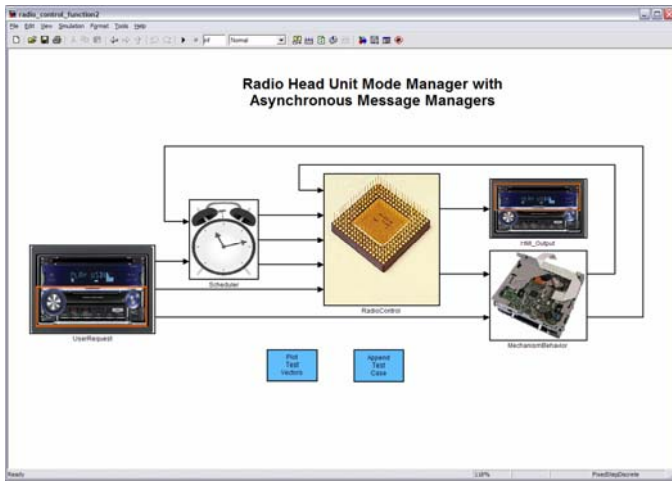 radio_control_function2
File Edit View Simulation Format Tools Help
Normal
Radio Head Unit Mode Manager with
Asynchronous Message Managers
Scheduler
RadioControl
HMI_Output
UserRequest
MechanismBehavior
Plot
Test
Vectors
Append
Test
Case
Ready
118%
FixedStepDiscrete